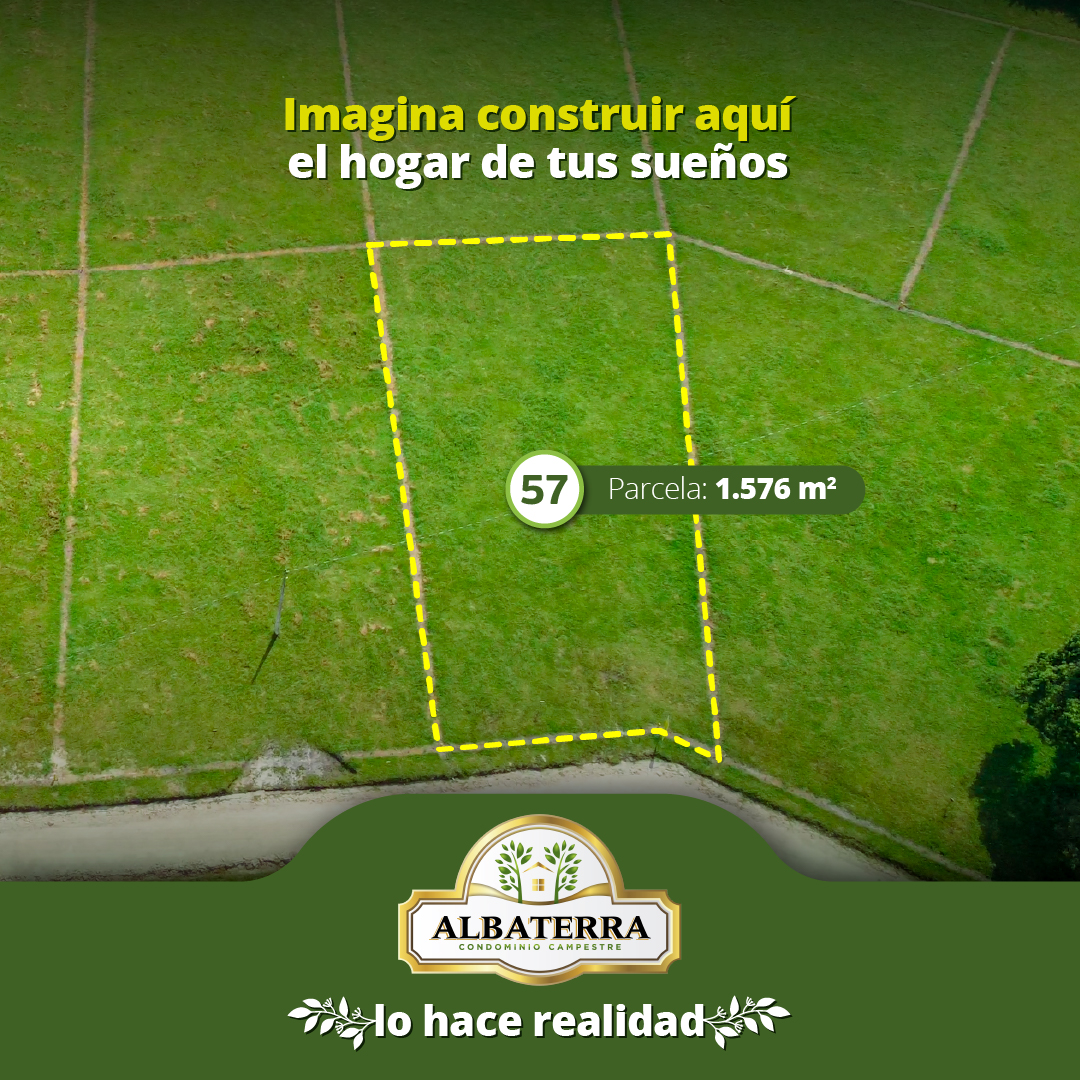 Imagina construir aquí
el hogar de tus sueños
57
Parcela: 1.576 m²
ALBATERRA
CONDOMINIO CAMPESTRE
lo hace realidad